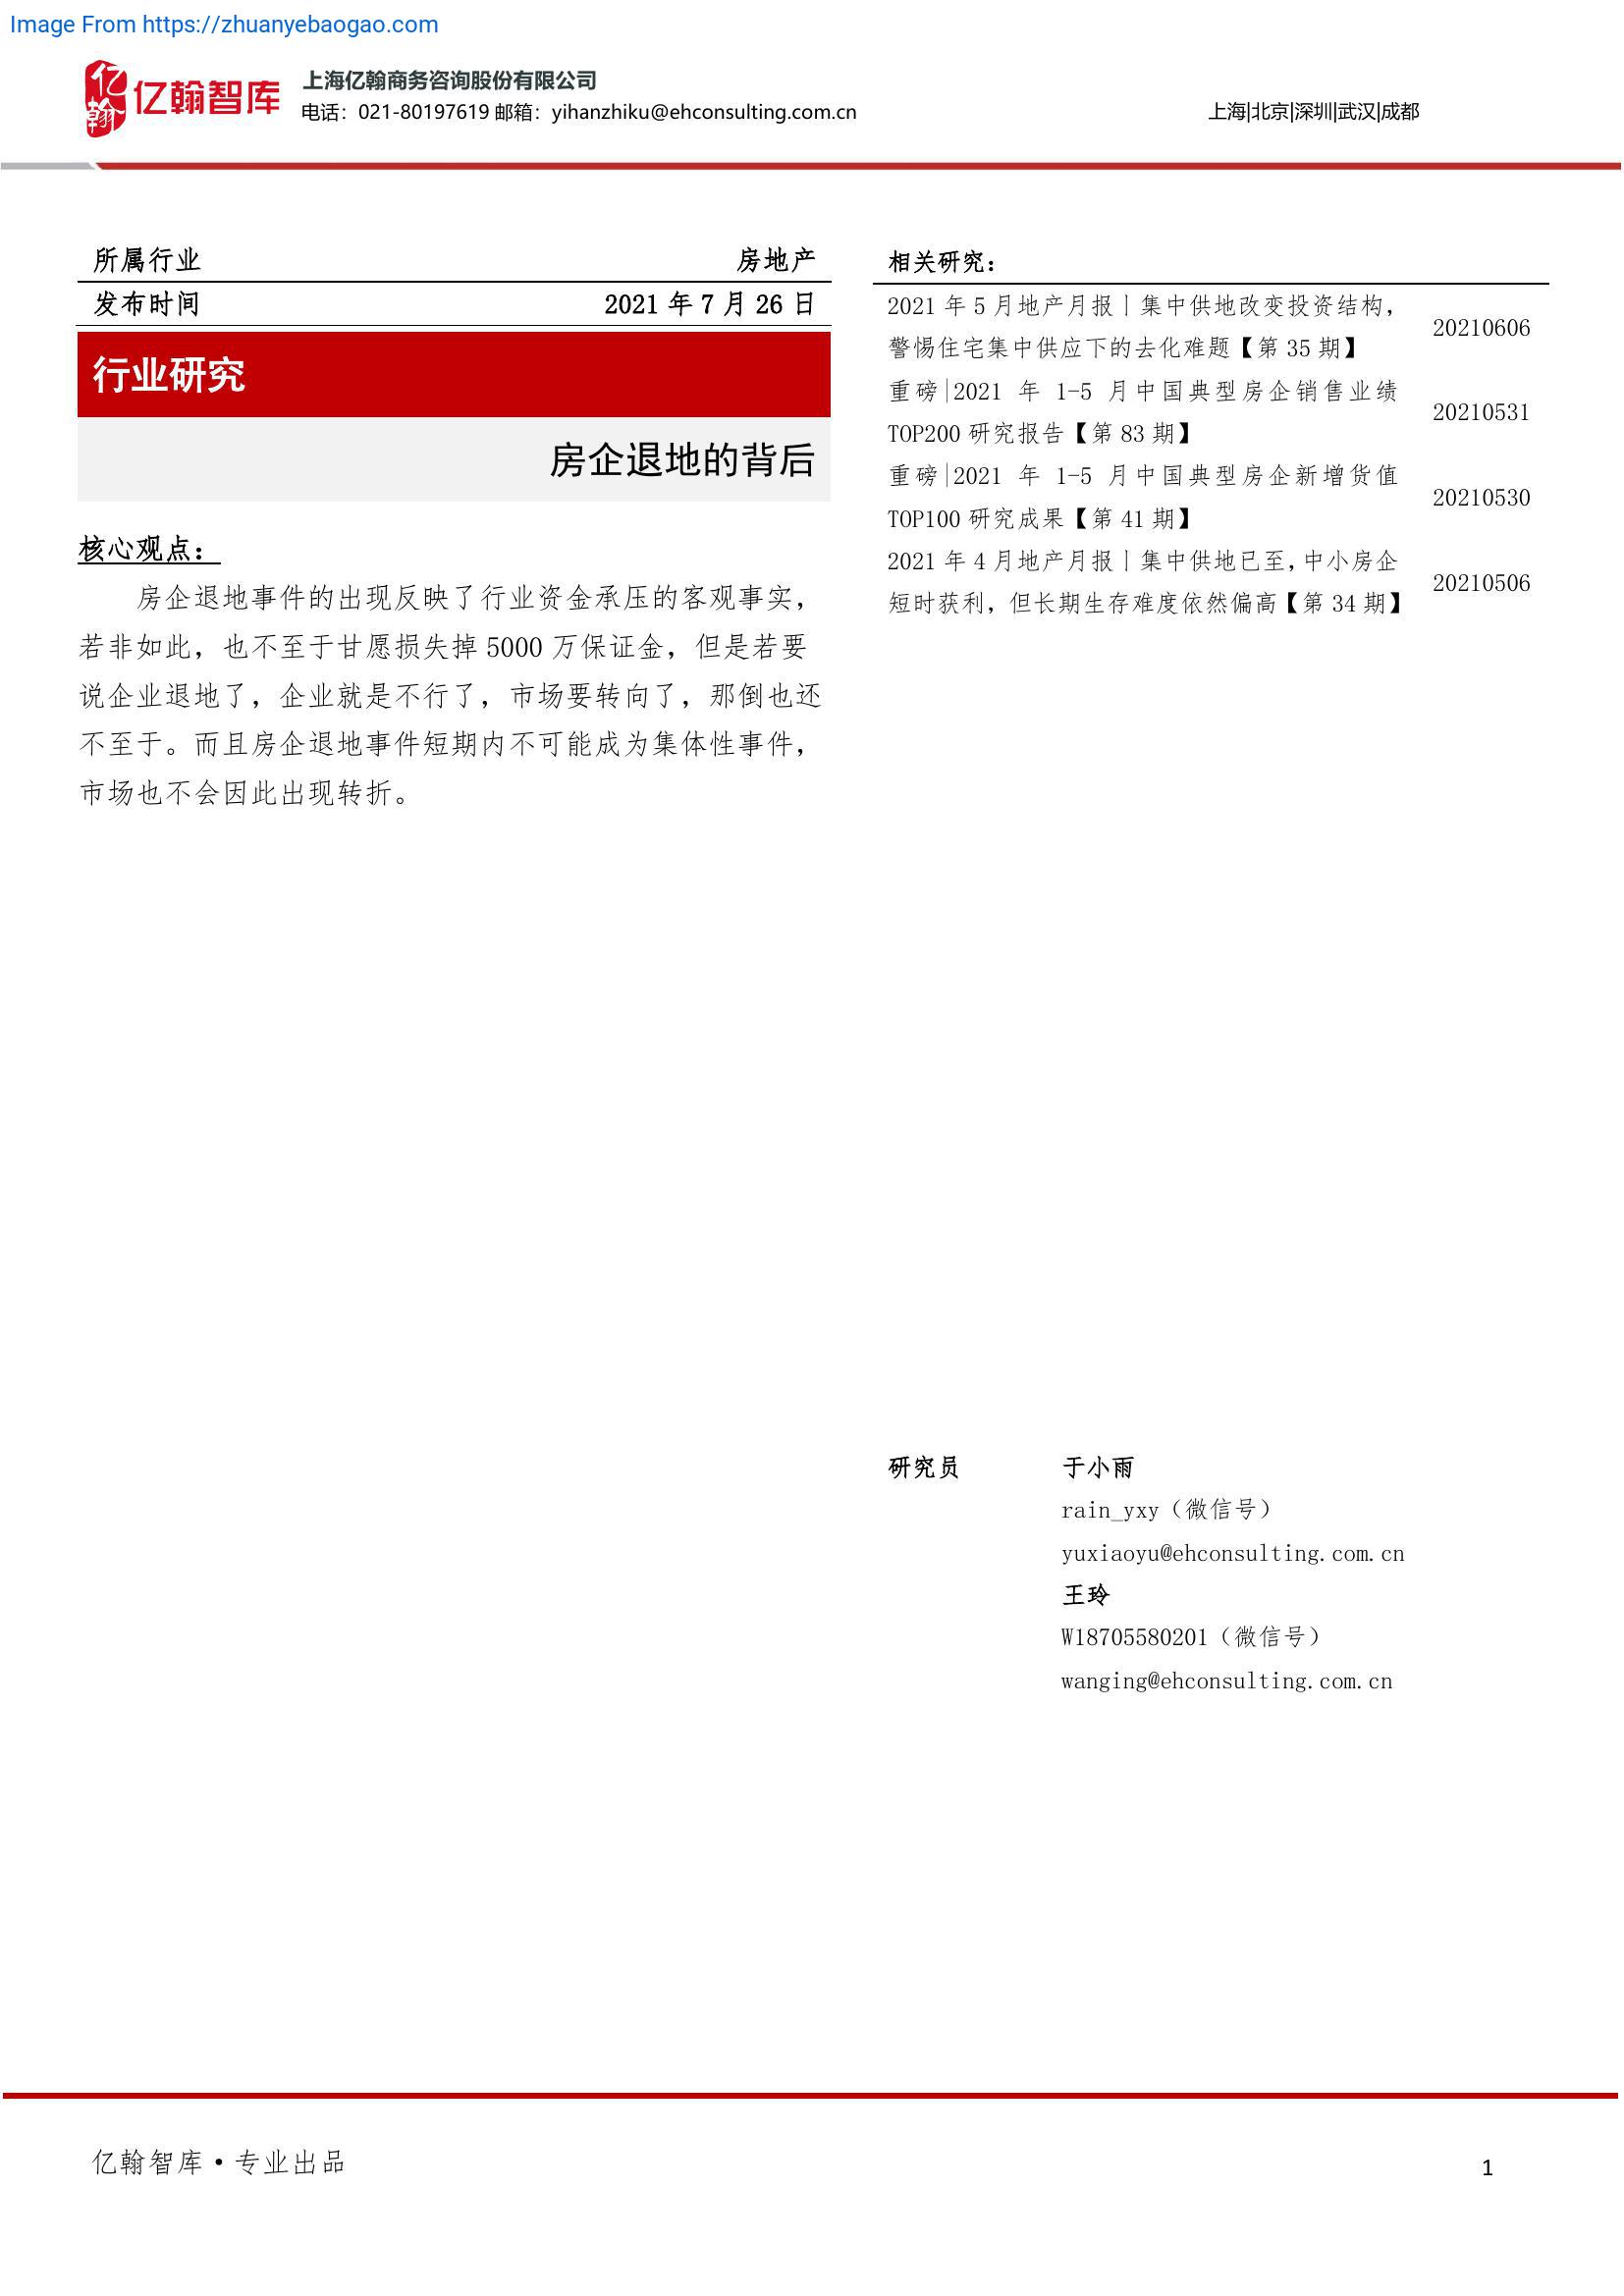 Image From https://zhuanyebaogao.com
亿翰
亿翰智库
上海亿翰商务咨询股份有限公司
电话：021-80197619 邮箱：yihanzhiku@ehconsulting.com.cn
上海|北京|深圳|武汉|成都
所属行业 房地产
发布时间 2021 年 7 月 26 日
行业研究
房企退地的背后
核心观点：
房企退地事件的出现反映了行业资金承压的客观事实，
若非如此，也不至于甘愿损失掉 5000 万保证金，但是若要
说企业退地了，企业就是不行了，市场要转向了，那倒也还
不至于。而且房企退地事件短期内不可能成为集体性事件，
市场也不会因此出现转折。
相关研究：
2021 年 5 月地产月报丨集中供地改变投资结构，
警惕住宅集中供应下的去化难题【第 35 期】
20210606
重磅|2021 年 1-5 月中国典型房企销售业绩
TOP200 研究报告【第 83 期】
20210531
重磅|2021 年 1-5 月中国典型房企新增货值
TOP100 研究成果【第 41 期】
20210530
2021 年 4 月地产月报丨集中供地已至，中小房企
短时获利，但长期生存难度依然偏高【第 34 期】
20210506
研究员 于小雨
rain_yxy（微信号）
yuxiaoyu@ehconsulting.com.cn
王玲
W18705580201（微信号）
wanging@ehconsulting.com.cn
亿翰智库·专业出品
1